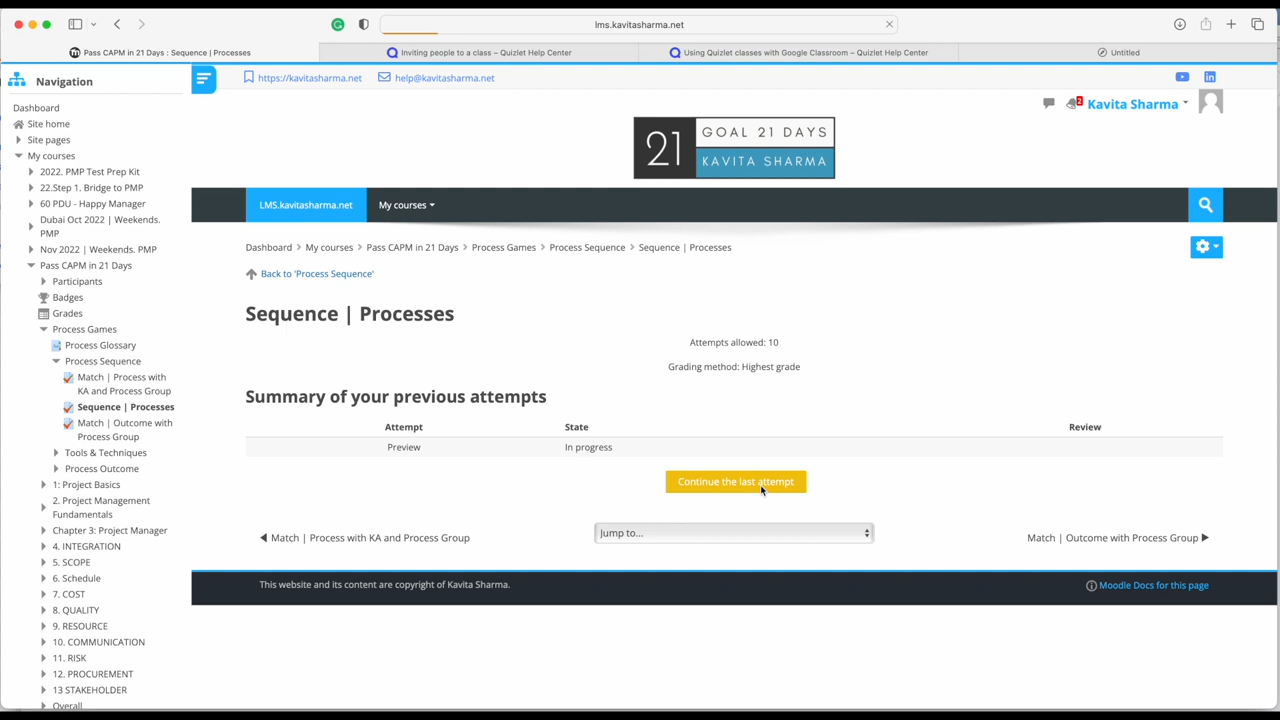 lms.kavitasharma.net
Pass CAPM in 21 Days : Sequence | Processes
Inviting people to a class – Quizlet Help Center
Using Quizlet classes with Google Classroom – Quizlet Help Center
Untitled
Navigation
Dashboard
Site home
Site pages
My courses
2022. PMP Test Prep Kit
22.Step 1. Bridge to PMP
60 PDU - Happy Manager
Dubai Oct 2022 | Weekends.
PMP
Nov 2022 | Weekends. PMP
Pass CAPM in 21 Days
Participants
Badges
Grades
Process Games
Process Glossary
Process Sequence
Match | Process with
KA and Process Group
Sequence | Processes
Match | Outcome with
Process Group
Tools & Techniques
Process Outcome
1: Project Basics
2. Project Management
Fundamentals
Chapter 3: Project Manager
4. INTEGRATION
5. SCOPE
6. Schedule
7. COST
8. QUALITY
9. RESOURCE
10. COMMUNICATION
11. RISK
12. PROCUREMENT
13 STAKEHOLDER
Overall
https://kavitasharma.net
help@kavitasharma.net
2
Kavita Sharma
21
GOAL 21 DAYS
KAVITA SHARMA
LMS.kavitasharma.net
My courses
Dashboard > My courses > Pass CAPM in 21 Days > Process Games > Process Sequence > Sequence | Processes
Back to 'Process Sequence'
Sequence | Processes
Attempts allowed: 10
Grading method: Highest grade
Summary of your previous attempts
Attempt State Review
Preview In progress
Continue the last attempt
Match | Process with KA and Process Group
Jump to...
Match | Outcome with Process Group
This website and its content are copyright of Kavita Sharma.
Moodle Docs for this page